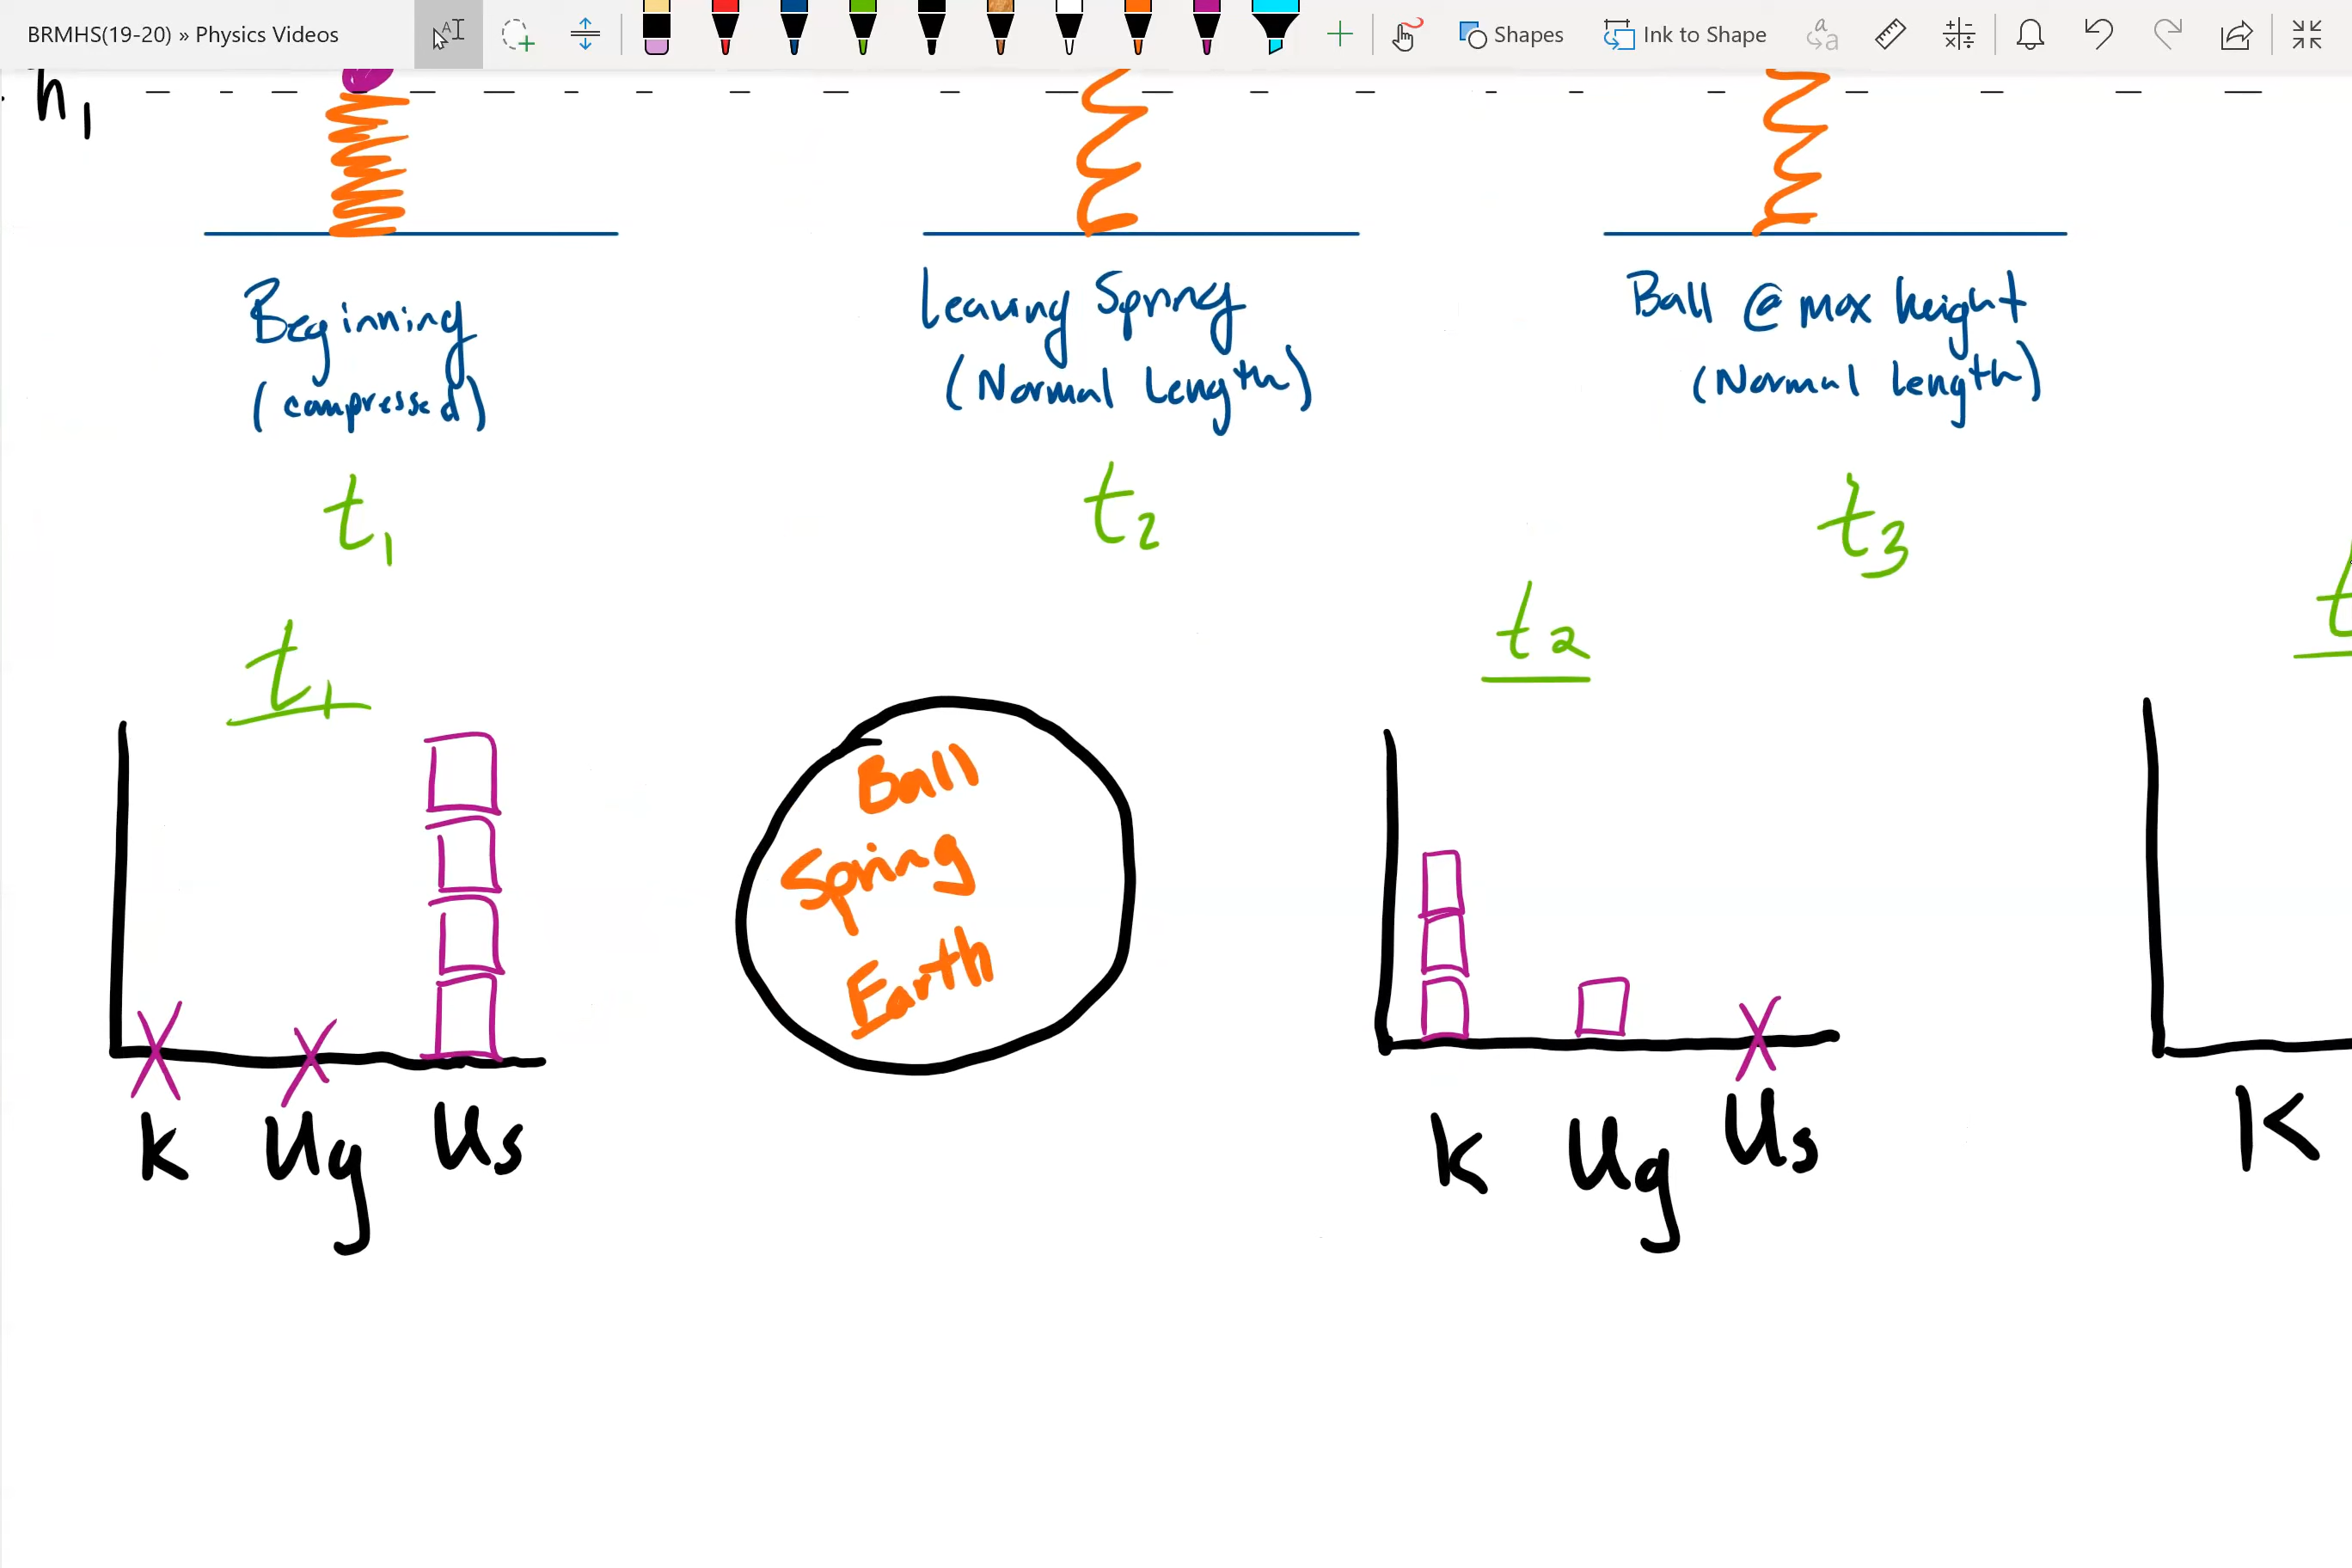 BRMHS(19-20) » Physics Videos
Shapes
Ink to Shape
h1
Beginning
(compressed)
Leaving Spring
(Normal Length)
Ball @ max height
(Normal length)
t1
t2
t3
t1
t2
t
Ball
Spring
Earth
K Ug Us
K Ug Us
K